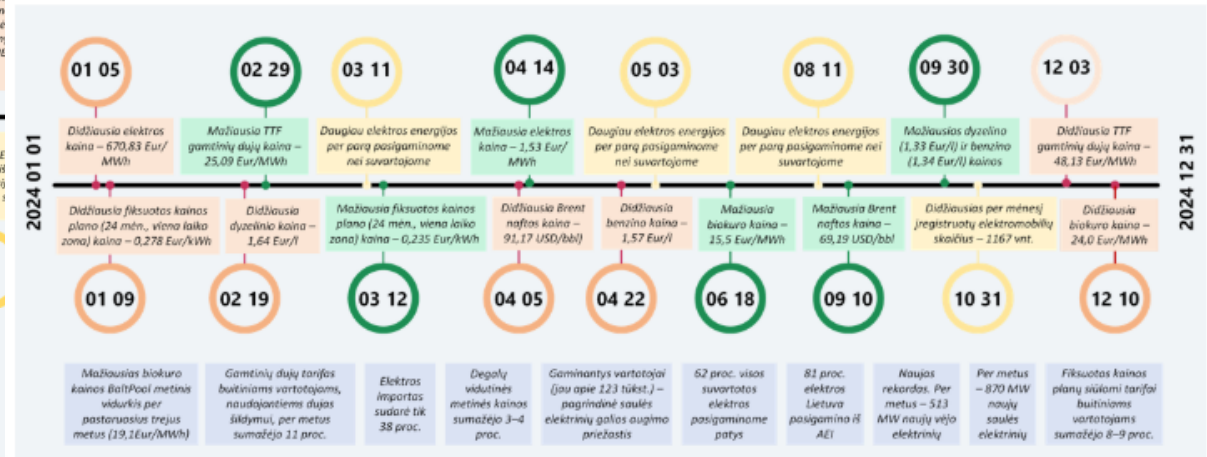 01 05
02 29
03 11
04 14
05 03
08 11
09 30
12 03
Didžiausia elektros
kaina – 670,83 Eur/
MWh
Mažiausia TTF
gamtinių dujų kaina –
25,09 Eur/MWh
Daugiau elektros energijos
per parą pasigaminome
nei suvartojame
Mažiausia elektros
kaina – 1,53 Eur/
MWh
Daugiau elektros energijos
per parą pasigaminome
nei suvartojame
Daugiau elektros energijos
per parą pasigaminome
nei suvartojame
Mažiausios dyzelino
(1,33 Eur/l) ir benzino
(1,34 Eur/l) kainos
Didžiausia TTF
gamtinių dujų kaina –
48,13 Eur/MWh
2024 01 01
2024 12 31
Didžiausia fiksuotos kainos
plano (24 mėn., viena laiko
zona) kaina – 0,278 Eur/kWh
Didžiausia
dyzelinio kaina –
1,64 Eur/l
Mažiausia fiksuotos kainos
plano (24 mėn., viena laiko
zona) kaina – 0,235 Eur/kWh
Didžiausia Brent
naftos kaina –
91,17 USD/bbl)
Didžiausia
benzino kaina –
1,57 Eur/l
Mažiausia
biokuro kaina –
15,5 Eur/MWh
Mažiausia Brent
naftos kaina –
69,19 USD/bbl
Didžiausias per mėnesį
įregistruotų elektromobilių
skaičius – 1167 vnt.
Didžiausia
biokuro kaina –
24,0 Eur/MWh
01 09
02 19
03 12
04 05
04 22
06 18
09 10
10 31
12 10
Mažiausias biokuro
kainos BaltPool metinis
vidurkis per
pastaruosius trejus
metus (19,1Eur/MWh)
Gamtinių dujų tarifas
buitiniams vartotojams,
naudojantiems dujas
šildymui, per metus
sumažėjo 11 proc.
Elektros
importas
sudarė tik
38 proc.
Degalų
vidutinės
metinės kainos
sumažėjo 3–4
proc.
Gaminantys vartotojai
(jau apie 123 tūkst.) –
pagrindinė saulės
elektrinių galios augimo
priežastis
62 proc. visos
suvartotos
elektros
pasigaminome
patys
81 proc.
elektros
Lietuva
pasigamina iš
AEI
Naujas
rekordas. Per
metus – 513
MW naujų vėjo
elektrinių
Per metus
– 870 MW
naujų
saulės
elektrinių
Fiksuotos kainos
planų siūlomi tarifai
buitiniams
vartotojams
sumažėjo 8–9 proc.